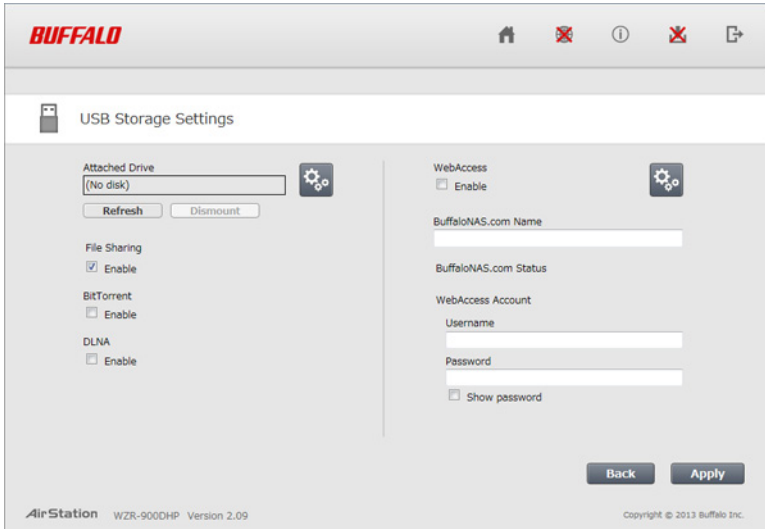 BUFFALO
USB Storage Settings
Attached Drive
(No disk)
Refresh Dismount
File Sharing
Enable
BitTorrent
Enable
DLNA
Enable
WebAccess
Enable
BuffaloNAS.com Name
BuffaloNAS.com Status
WebAccess Account
Username
Password
Show password
Back Apply
AirStation WZR-900DHP Version 2.09
Copyright © 2013 Buffalo Inc.